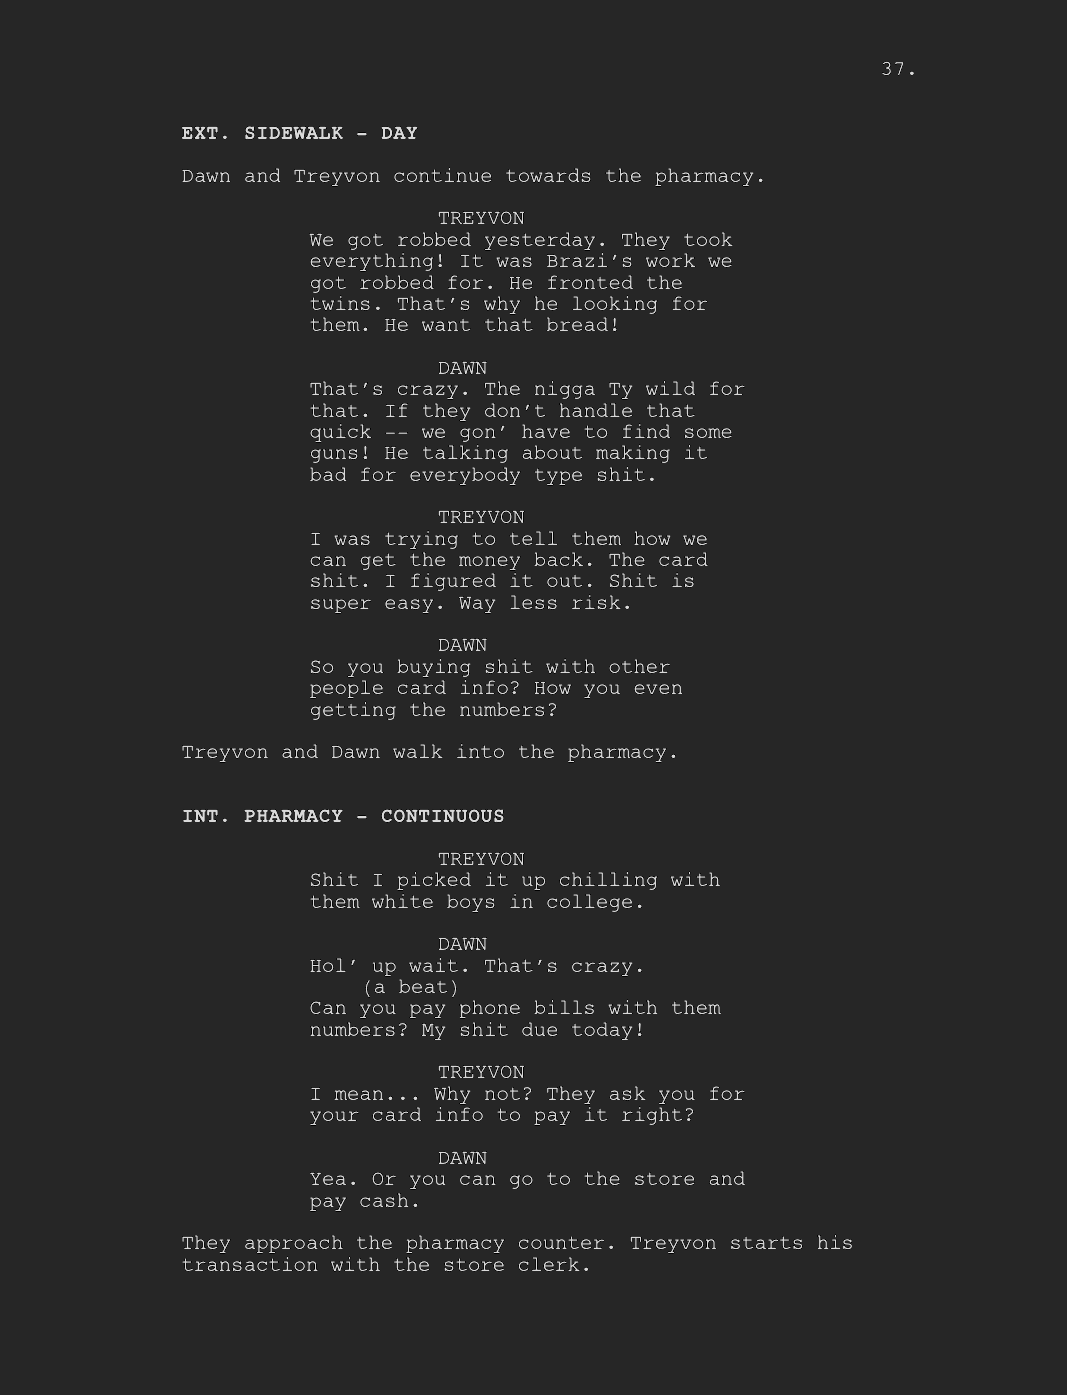 37.
EXT. SIDEWALK - DAY
Dawn and Treyvon continue towards the pharmacy.
TREYVON
We got robbed yesterday. They took
everything! It was Brazi's work we
got robbed for. He fronted the
twins. That's why he looking for
them. He want that bread!
DAWN
That's crazy. The nigga Ty wild for
that. If they don't handle that
quick -- we gon' have to find some
guns! He talking about making it
bad for everybody type shit.
TREYVON
I was trying to tell them how we
can get the money back. The card
shit. I figured it out. Shit is
super easy. Way less risk.
DAWN
So you buying shit with other
people card info? How you even
getting the numbers?
Treyvon and Dawn walk into the pharmacy.
INT. PHARMACY - CONTINUOUS
TREYVON
Shit I picked it up chilling with
them white boys in college.
DAWN
Hol' up wait. That's crazy.
(a beat)
Can you pay phone bills with them
numbers? My shit due today!
TREYVON
I mean... Why not? They ask you for
your card info to pay it right?
DAWN
Yea. Or you can go to the store and
pay cash.
They approach the pharmacy counter. Treyvon starts his
transaction with the store clerk.